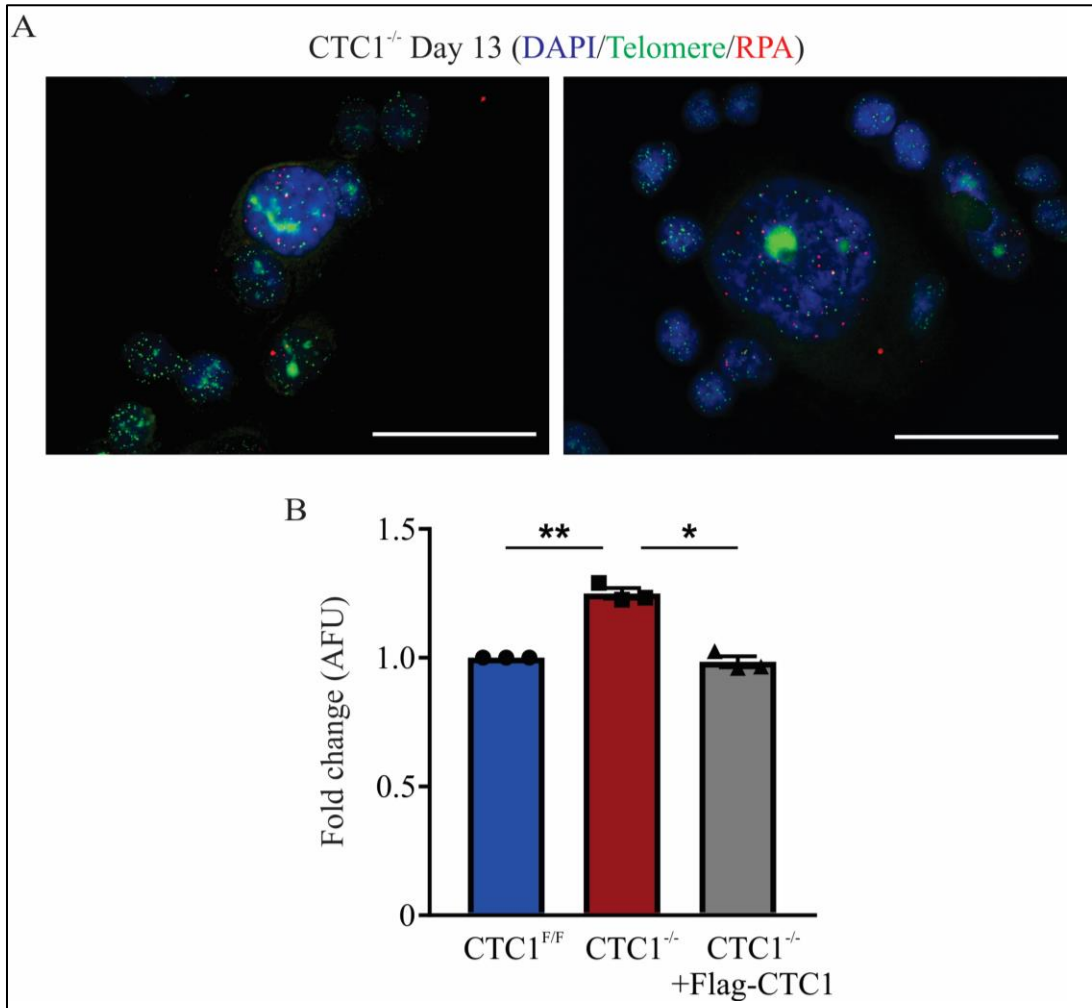 A
CTC1-/- Day 13 (DAPI/Telomere/RPA)
B
** *
1.5
1.0
0.5
0
Fold change (AFU)
CTC1F/F CTC1-/- CTC1-/-
+Flag-CTC1